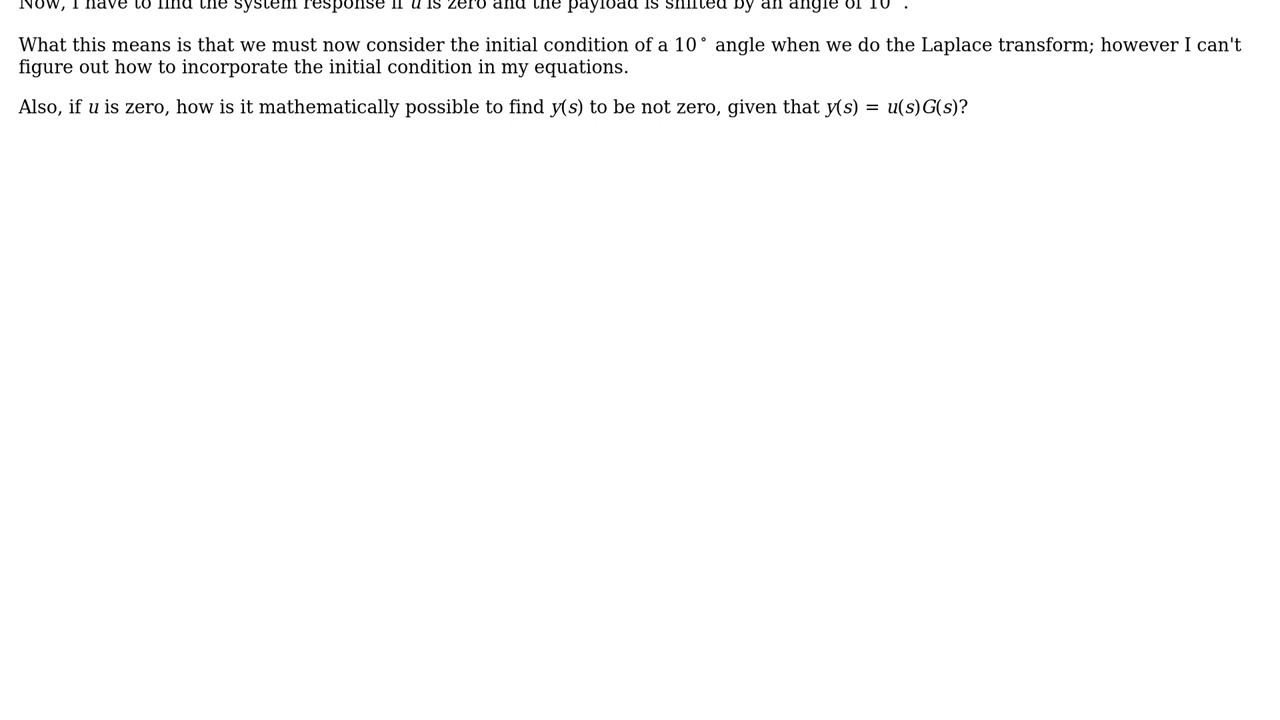 Now, I have to find the system response if u is zero and the payload is shifted by an angle of 10 .
What this means is that we must now consider the initial condition of a 10˚ angle when we do the Laplace transform; however I can't
figure out how to incorporate the initial condition in my equations.
Also, if u is zero, how is it mathematically possible to find y(s) to be not zero, given that y(s) = u(s)G(s)?